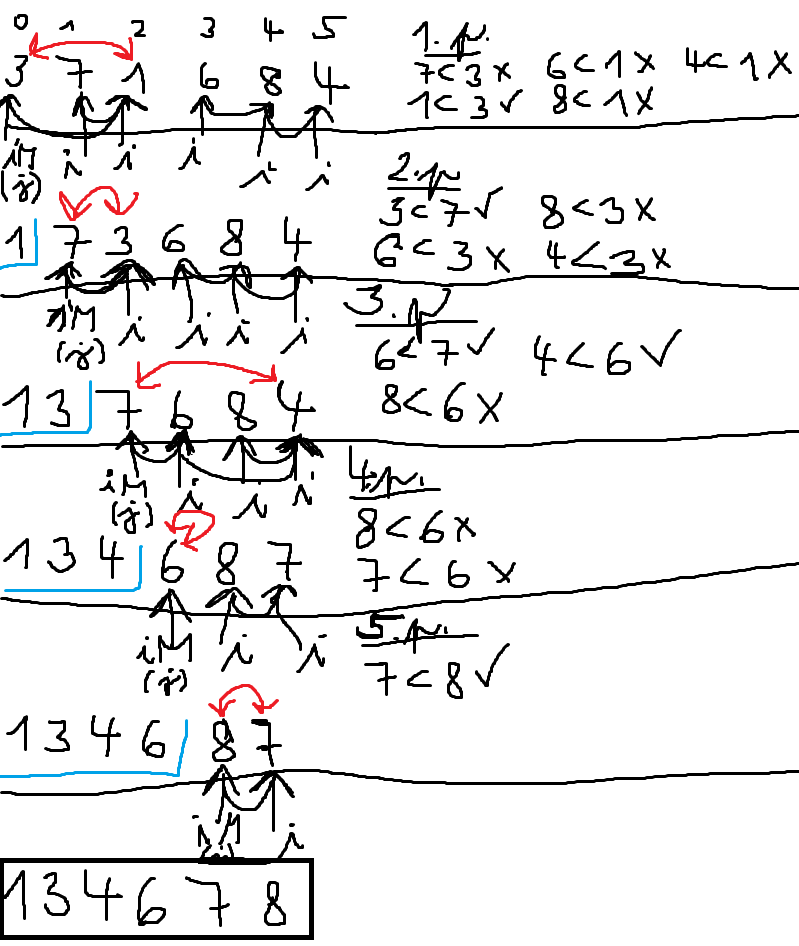 0 1 2 3 4 5 1. p.
3 7 1 6 8 4 7<3 x 6<1 x 4<1 x
1<3 ✓ 8<1 x
iM i i i i i
(j)
2. p.
1 7 3 6 8 4 3<7 ✓ 8<3 x
6<3 x 4<3 x
iM i i i i
(j)
3. p.
6<7 ✓ 4<6 ✓
1 3 7 6 8 4 8<6 x
iM i i i
(j)
4. p.
1 3 4 6 8 7 8<6 x
7<6 x
iM i i
(j)
5. p.
7<8 ✓
1 3 4 6 8 7
iM i
(j)
1 3 4 6 7 8